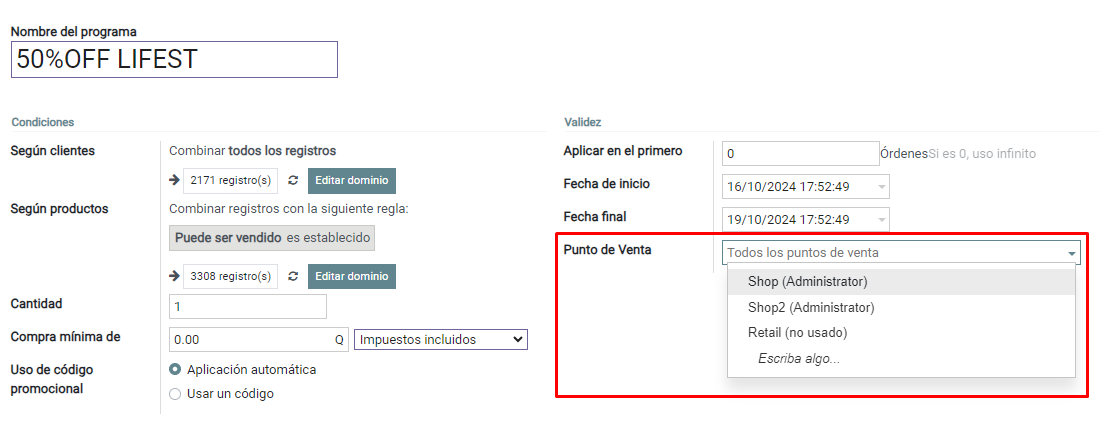 Nombre del programa
50%OFF LIFEST
Condiciones
Según clientes
Combinar todos los registros
2171 registro(s)
Editar dominio
Según productos
Combinar registros con la siguiente regla:
Puede ser vendido es establecido
3308 registro(s)
Editar dominio
Cantidad
1
Compra mínima de
0.00 Q
Impuestos incluidos
Uso de código
promocional
Aplicación automática
Usar un código
Validez
Aplicar en el primero
0
ÓrdenesSi es 0, uso infinito
Fecha de inicio
16/10/2024 17:52:49
Fecha final
19/10/2024 17:52:49
Punto de Venta
Todos los puntos de venta
Shop (Administrator)
Shop2 (Administrator)
Retail (no usado)
Escriba algo...